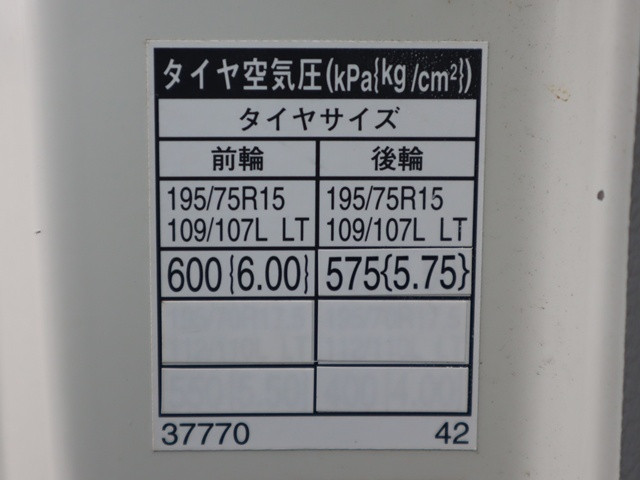 タイヤ空気圧(kPa{kg/cm²})
タイヤサイズ
前輪 後輪
195/75R15 195/75R15
109/107L LT 109/107L LT
600{6.00} 575{5.75}
37770 42